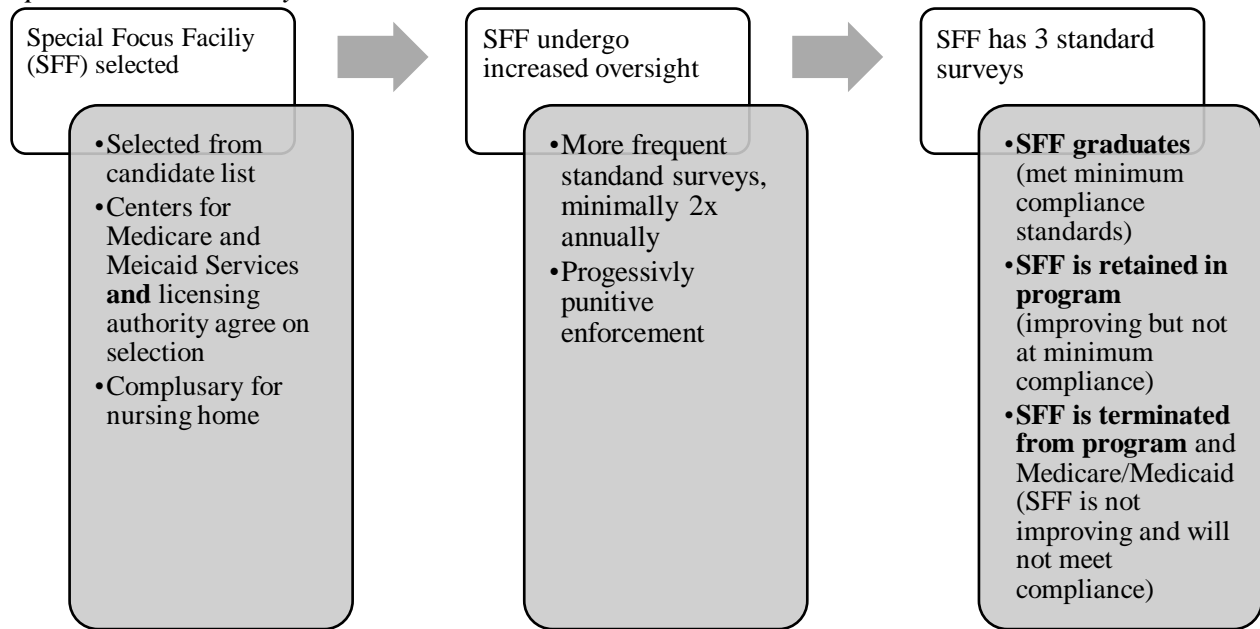 Special Focus Faciliy
(SFF) selected
•Selected from
candidate list
•Centers for
Medicare and
Meicaid Services
and licensing
authority agree on
selection
•Complusary for
nursing home
SFF undergo
increased oversight
•More frequent
standand surveys,
minimally 2x
annually
•Progessivly
punitive
enforcement
SFF has 3 standard
surveys
•SFF graduates
(met minimum
compliance
standards)
•SFF is retained in
program
(improving but not
at minimum
compliance)
•SFF is terminated
from program and
Medicare/Medicaid
(SFF is not
improving and will
not meet
compliance)